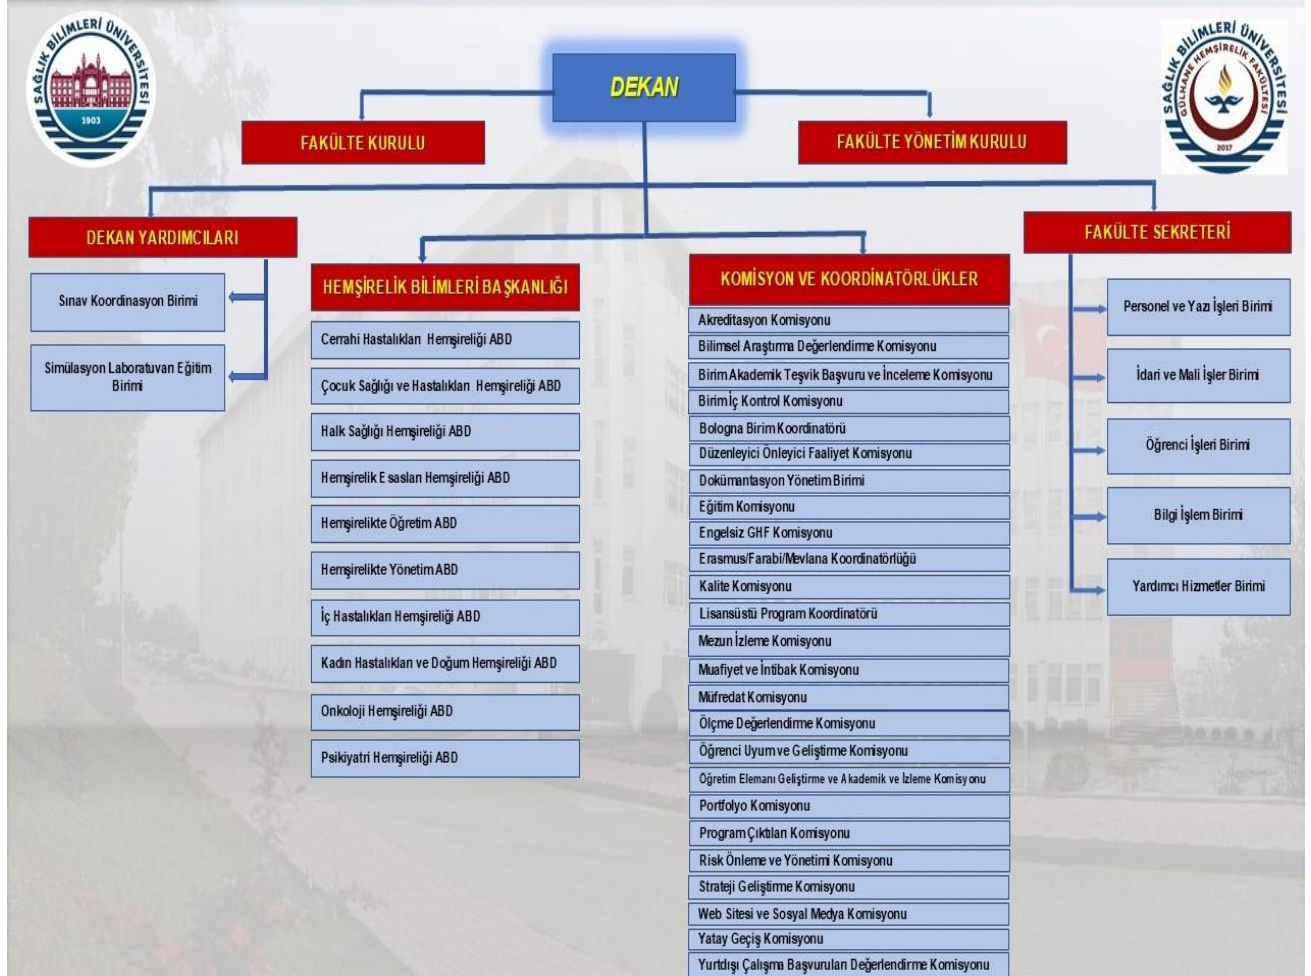 SAĞLIK BİLİMLERİ ÜNİVERSİTESİ
1903
DEKAN
SAĞLIK BİLİMLERİ ÜNİVERSİTESİ
GÜLHANE HEMŞİRELİK FAKÜLTESİ
2017
FAKÜLTE KURULU
FAKÜLTE YÖNETİM KURULU
DEKAN YARDIMCILARI
Sınav Koordinasyon Birimi
Simülasyon Laboratuvarı Eğitim
Birimi
HEMŞİRELİK BİLİMLERİ BAŞKANLIĞI
Cerrahi Hastalıkları Hemşireliği ABD
Çocuk Sağlığı ve Hastalıkları Hemşireliği ABD
Halk Sağlığı Hemşireliği ABD
Hemşirelik Esasları Hemşireliği ABD
Hemşirelikte Öğretim ABD
Hemşirelikte Yönetim ABD
İç Hastalıkları Hemşireliği ABD
Kadın Hastalıkları ve Doğum Hemşireliği ABD
Onkoloji Hemşireliği ABD
Psikiyatri Hemşireliği ABD
KOMİSYON VE KOORDİNATÖRLÜKLER
Akreditasyon Komisyonu
Bilimsel Araştırma Değerlendirme Komisyonu
Birim Akademik Teşvik Başvuru ve İnceleme Komisyonu
Birim İç Kontrol Komisyonu
Bologna Birim Koordinatörü
Düzenleyici Önleyici Faaliyet Komisyonu
Dokümantasyon Yönetim Birimi
Eğitim Komisyonu
Engelsiz GHF Komisyonu
Erasmus/Farabi/Mevlana Koordinatörlüğü
Kalite Komisyonu
Lisansüstü Program Koordinatörü
Mezun İzleme Komisyonu
Muafiyet ve İntibak Komisyonu
Müfredat Komisyonu
Ölçme Değerlendirme Komisyonu
Öğrenci Uyum ve Geliştirme Komisyonu
Öğretim Elemanı Geliştirme ve Akademik ve İzleme Komisyonu
Portfolyo Komisyonu
Program Çıktıları Komisyonu
Risk Önleme ve Yönetimi Komisyonu
Strateji Geliştirme Komisyonu
Web Sitesi ve Sosyal Medya Komisyonu
Yatay Geçiş Komisyonu
Yurtdışı Çalışma Başvuruları Değerlendirme Komisyonu
FAKÜLTE SEKRETERİ
Personel ve Yazı İşleri Birimi
İdari ve Mali İşler Birimi
Öğrenci İşleri Birimi
Bilgi İşlem Birimi
Yardımcı Hizmetler Birimi